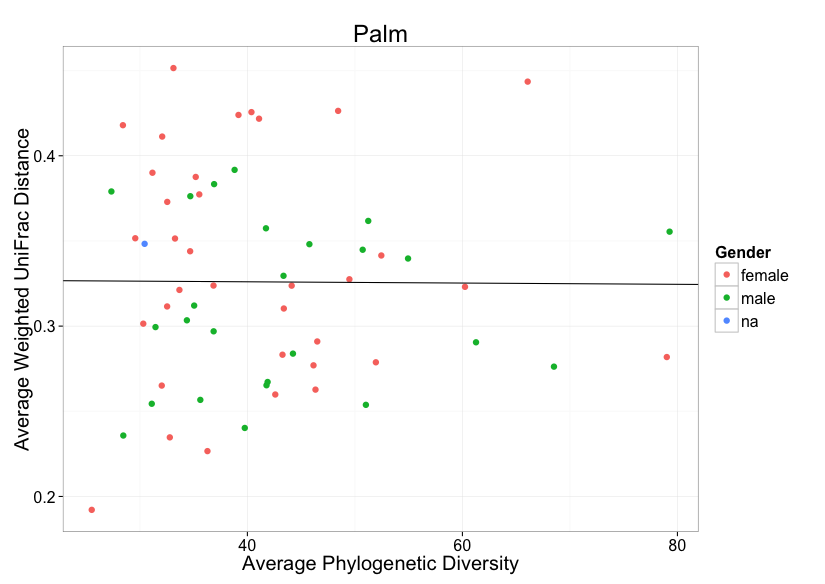 Palm
Average Weighted UniFrac Distance
0.4
0.3
0.2
40 60 80
Average Phylogenetic Diversity
Gender
female
male
na